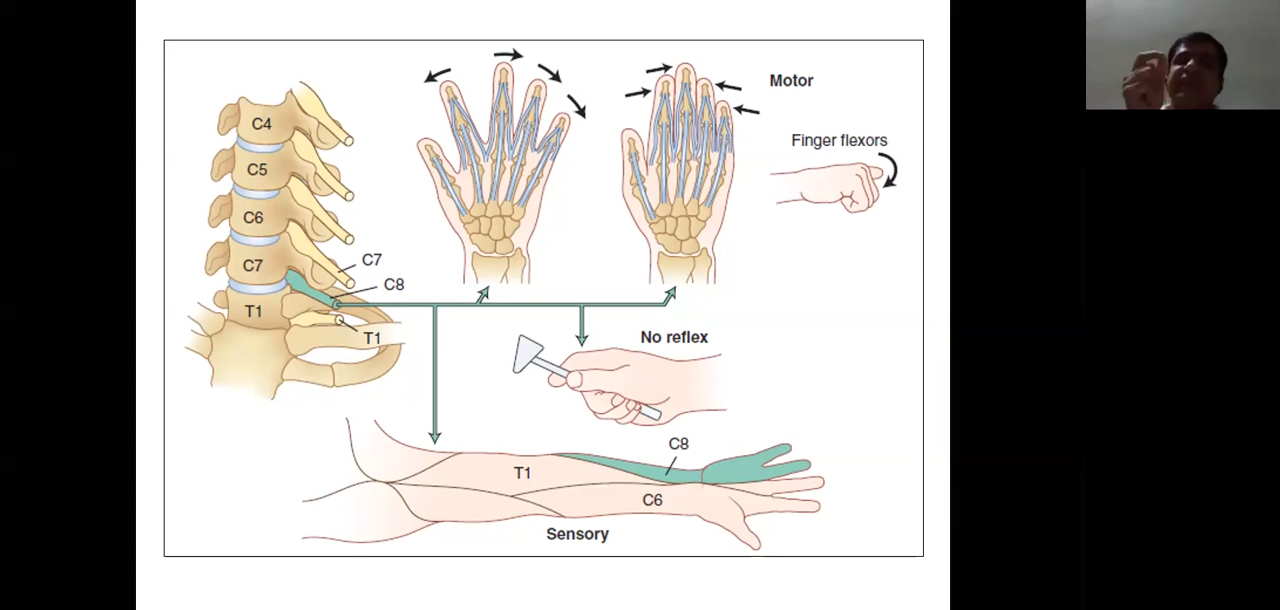 Motor
Finger flexors
C4
C5
C6
C7
T1
C7
C8
T1
No reflex
C8
T1
C6
Sensory